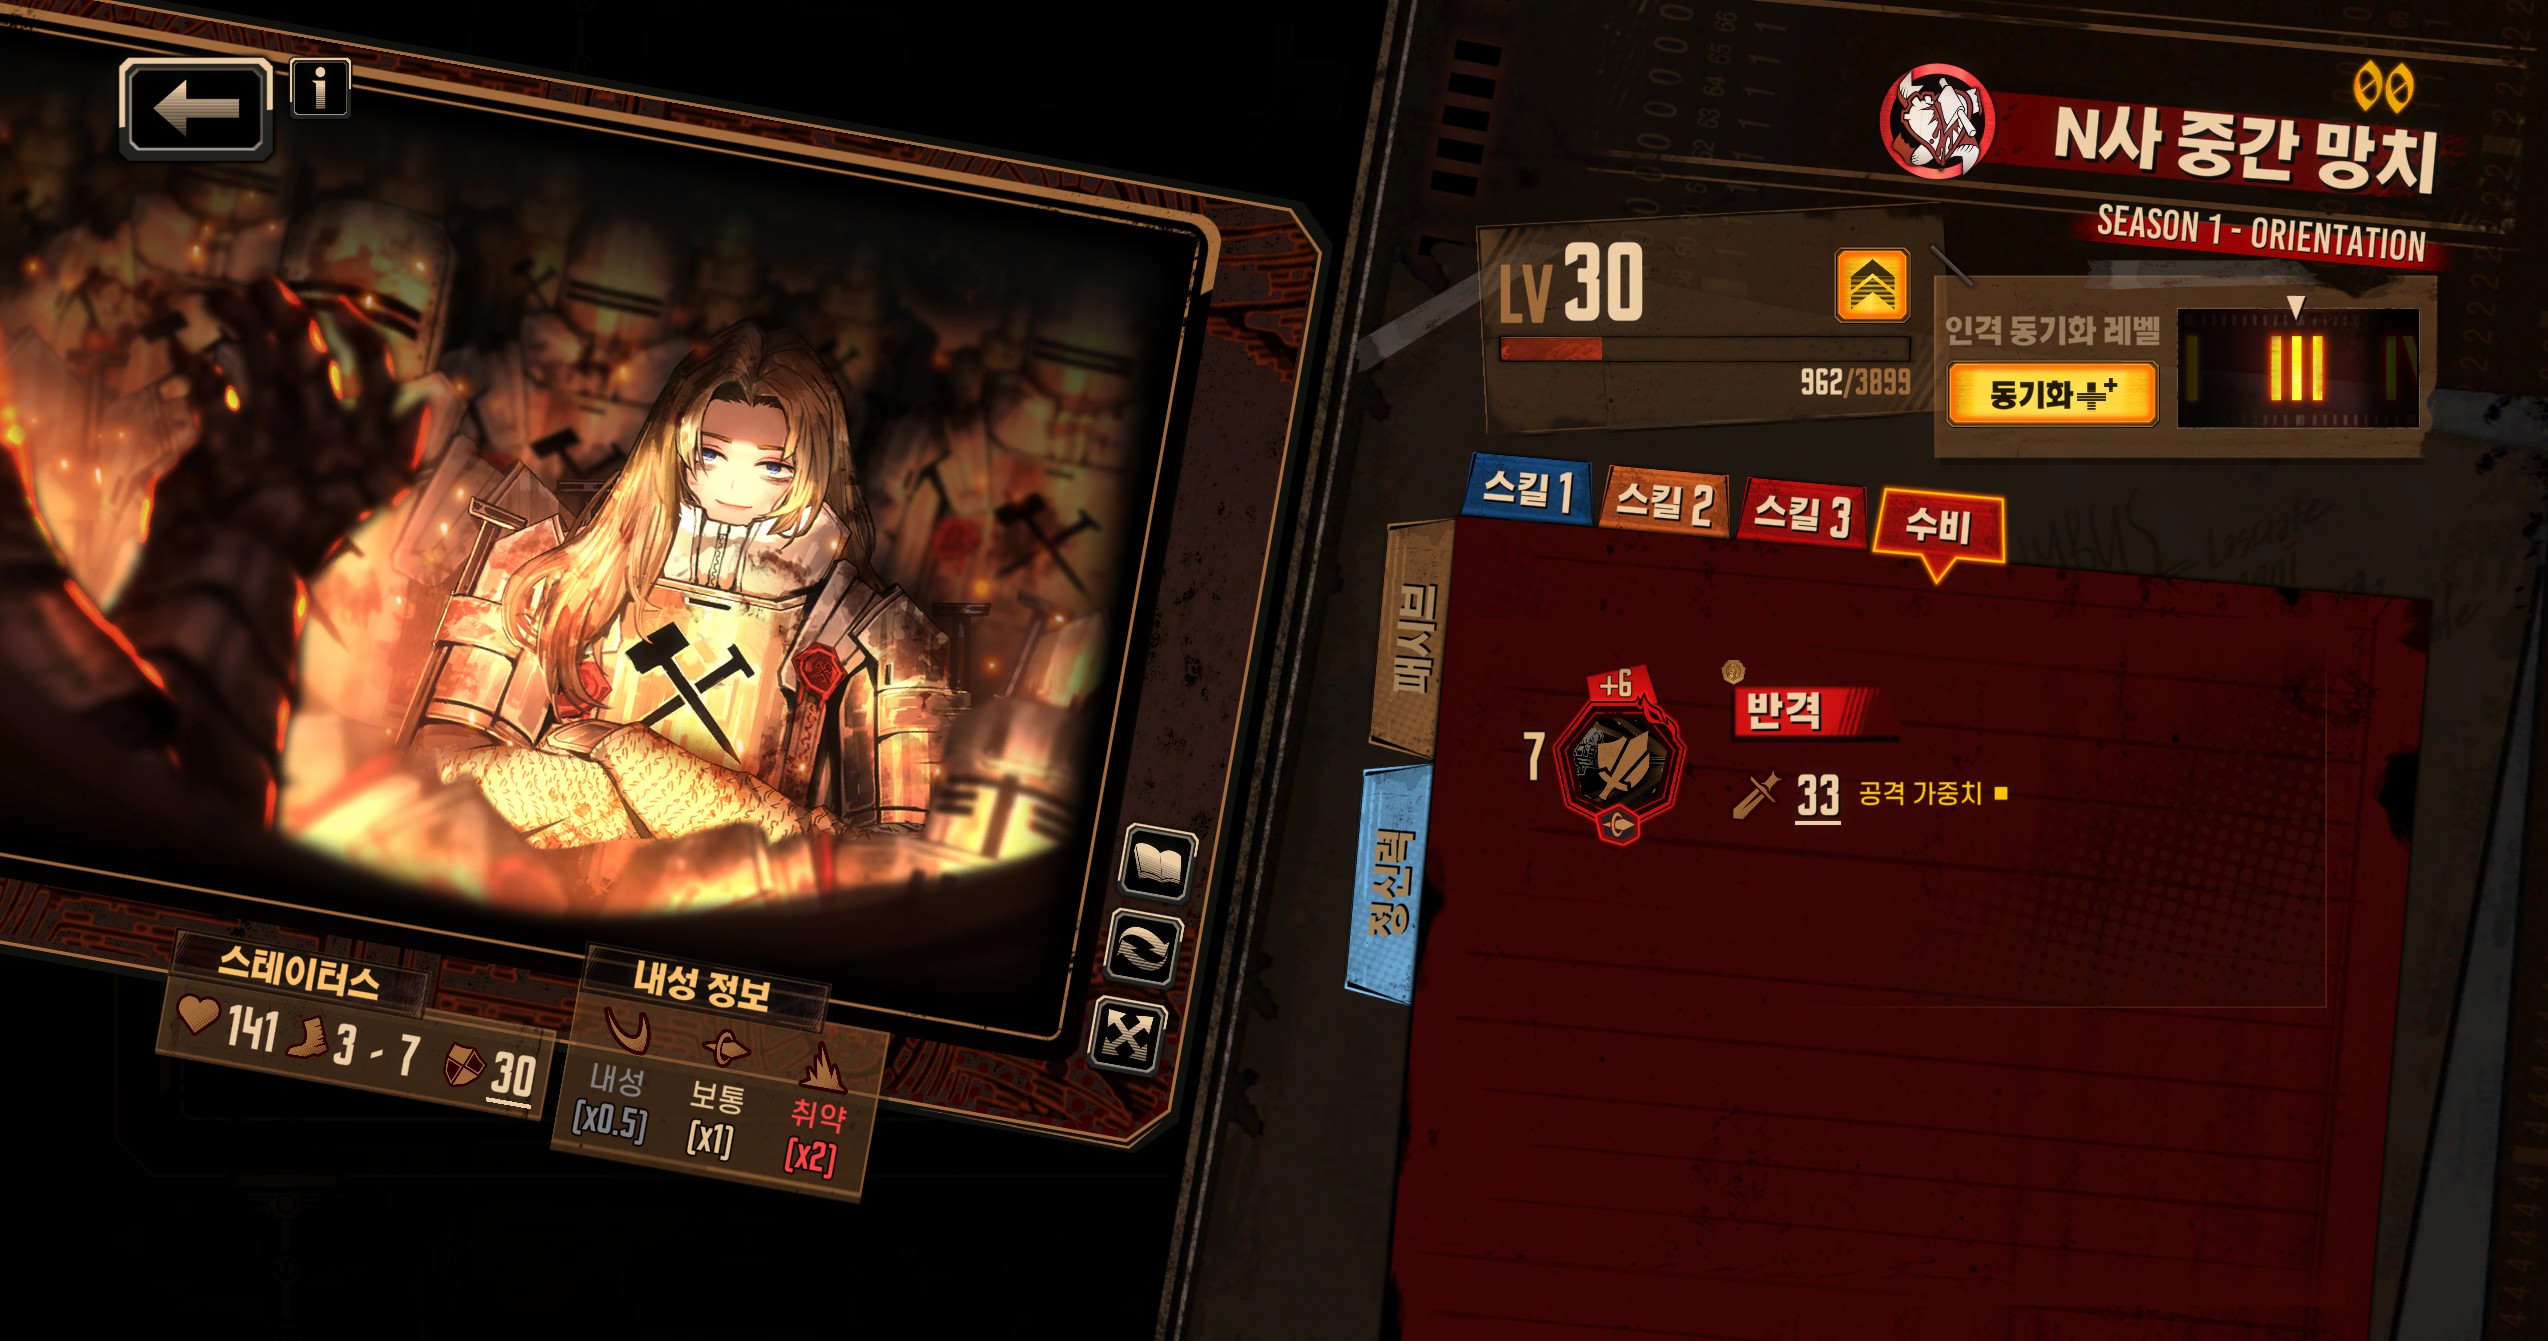 N사 중간 망치
SEASON 1 - ORIENTATION
LV 30
962/3899
인격 동기화 레벨
동기화
III
스킬 1
스킬 2
스킬 3
수비
패시브
정신력
+6
7
반격
33 공격 가중치
스테이터스
141 3 - 7 30
내성 정보
내성 보통 취약
[x0.5] [x1] [x2]